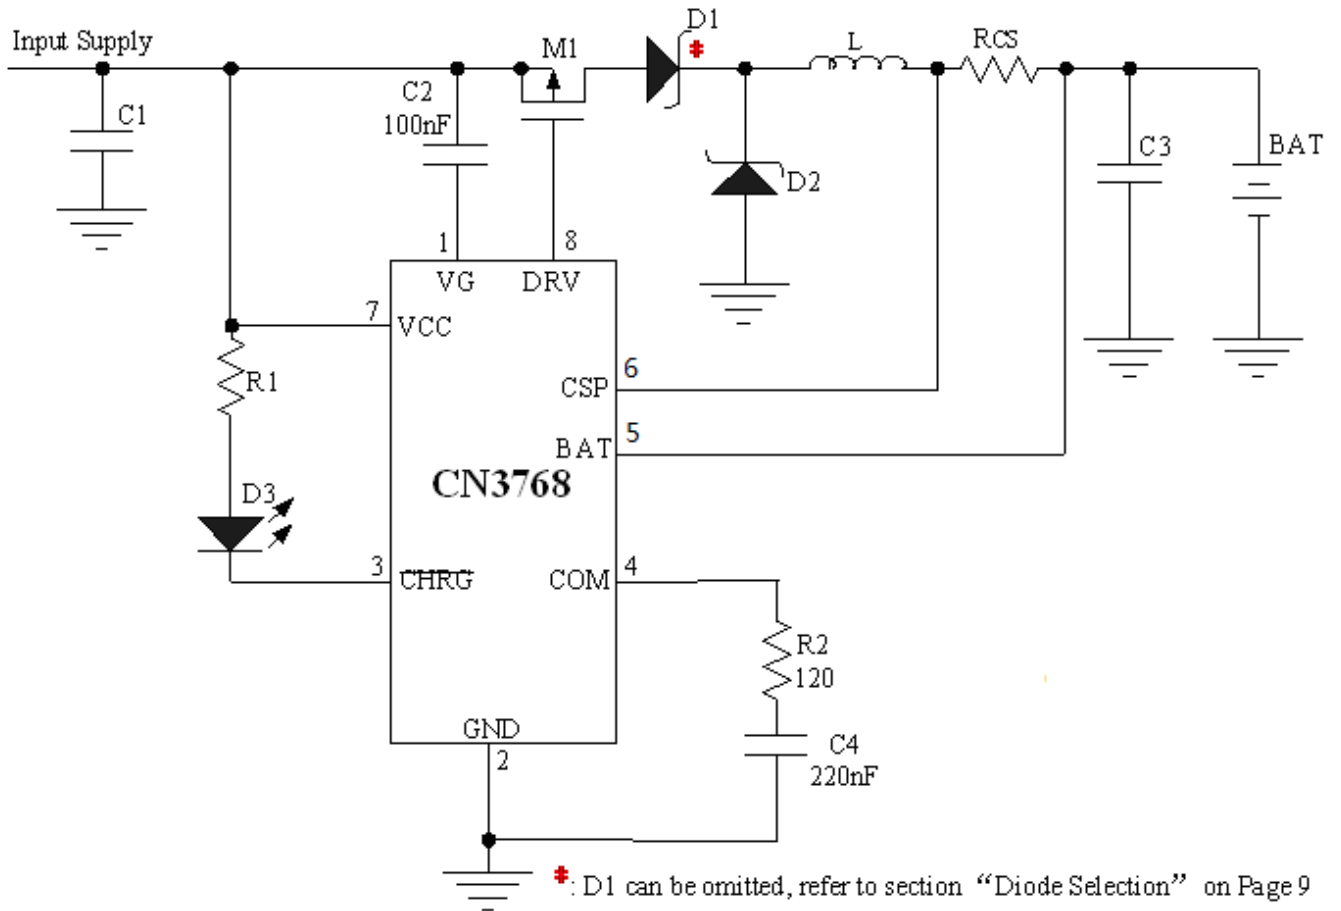 D1
Input Supply
M1
L
RCS
C2
100nF
C1
C3
BAT
D2
1
8
VG
DRV
7
VCC
6
CSP
R1
5
BAT
CN3768
D3
3
CHRG
COM
4
R2
120
GND
2
C4
220nF
*: D1 can be omitted, refer to section “Diode Selection” on Page 9